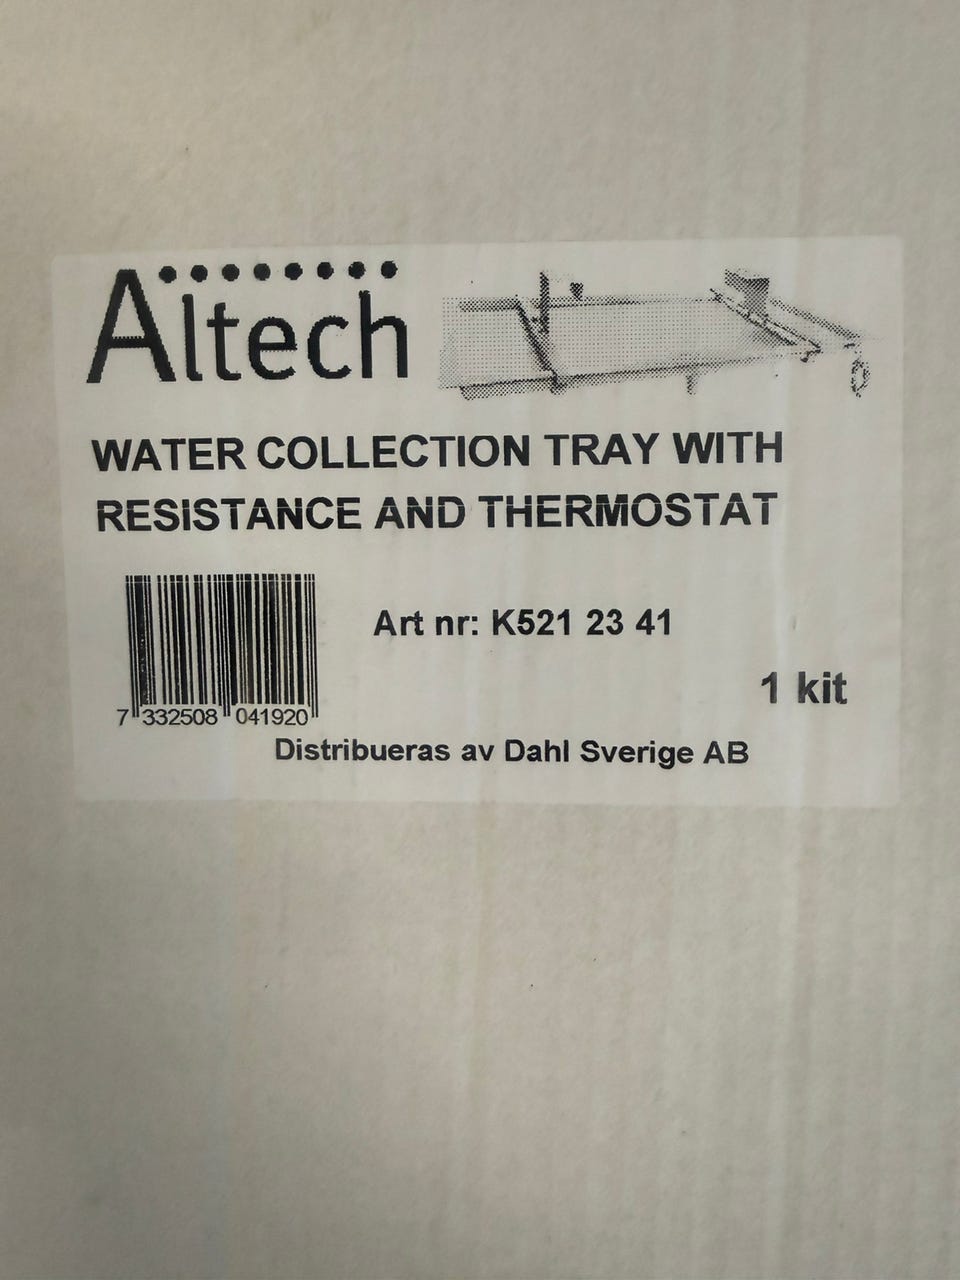 Altech
WATER COLLECTION TRAY WITH
RESISTANCE AND THERMOSTAT
Art nr: K521 23 41
1 kit
7 332508 041920
Distribueras av Dahl Sverige AB